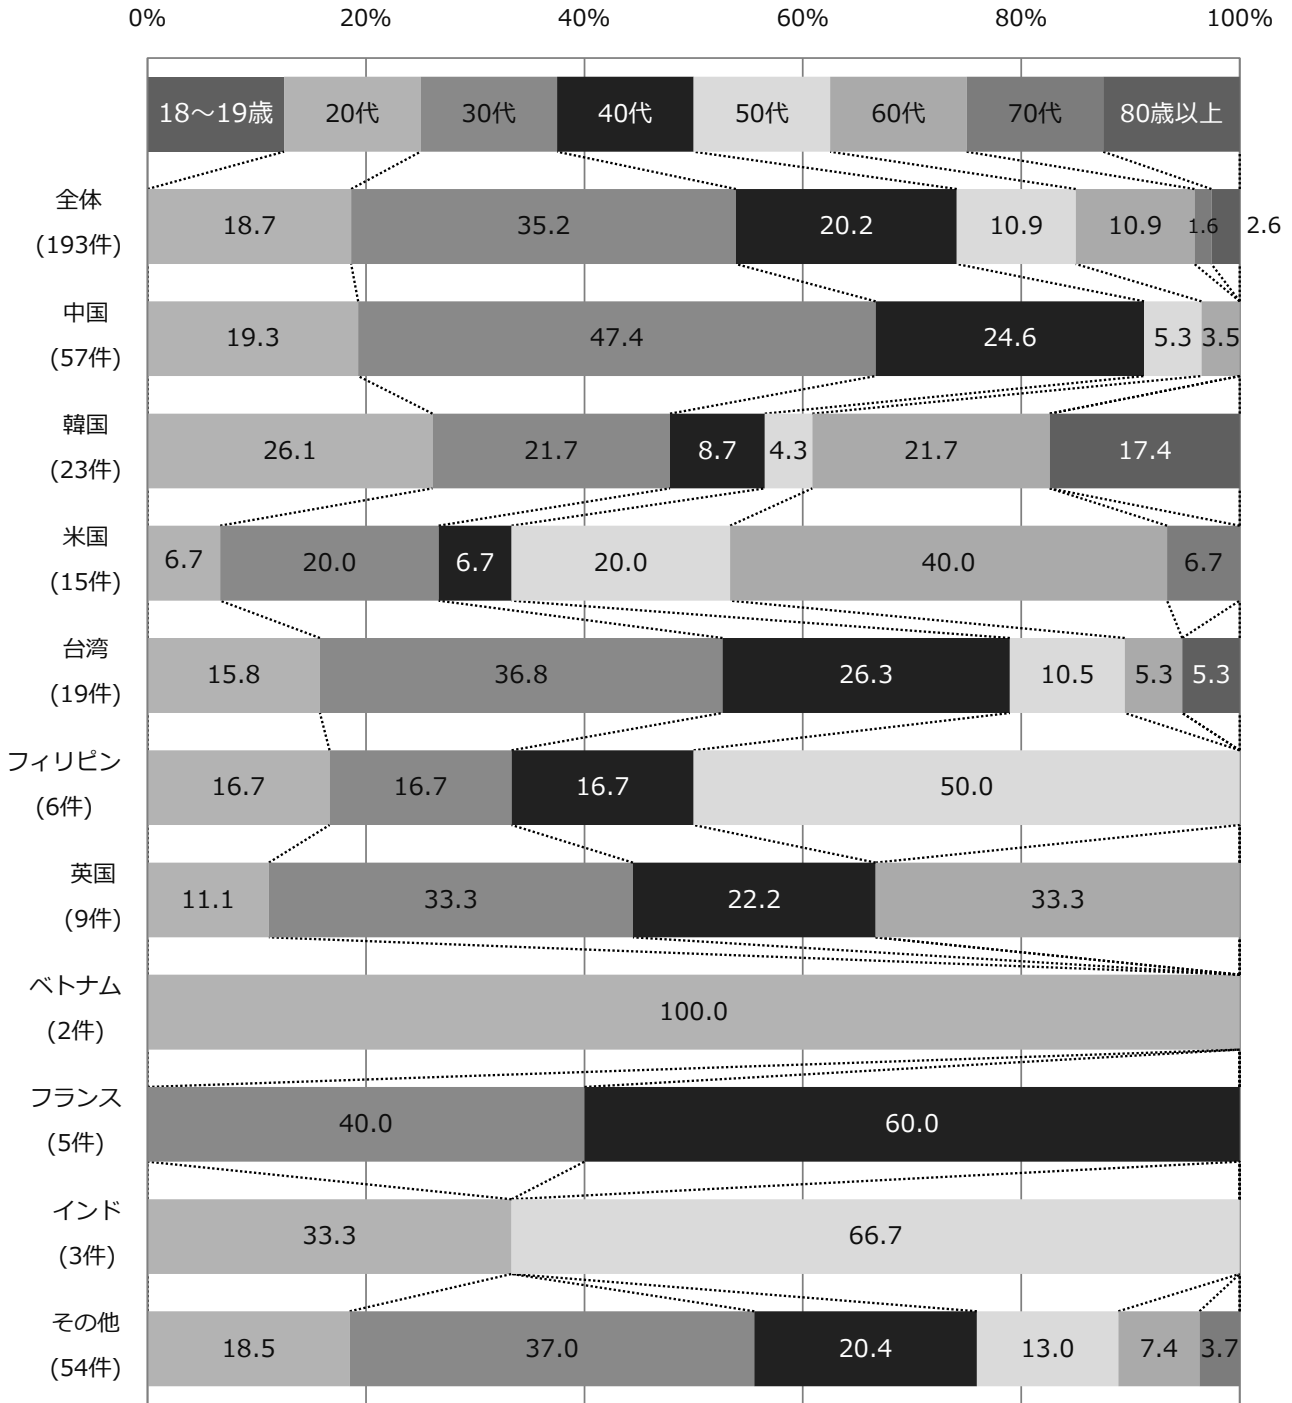 0% 20% 40% 60% 80% 100%
18～19歳 20代 30代 40代 50代 60代 70代 80歳以上
全体
(193件)
18.7 35.2 20.2 10.9 10.9 1.6 2.6
中国
(57件)
19.3 47.4 24.6 5.3 3.5
韓国
(23件)
26.1 21.7 8.7 4.3 21.7 17.4
米国
(15件)
6.7 20.0 6.7 20.0 40.0 6.7
台湾
(19件)
15.8 36.8 26.3 10.5 5.3 5.3
フィリピン
(6件)
16.7 16.7 16.7 50.0
英国
(9件)
11.1 33.3 22.2 33.3
ベトナム
(2件)
100.0
フランス
(5件)
40.0 60.0
インド
(3件)
33.3 66.7
その他
(54件)
18.5 37.0 20.4 13.0 7.4 3.7